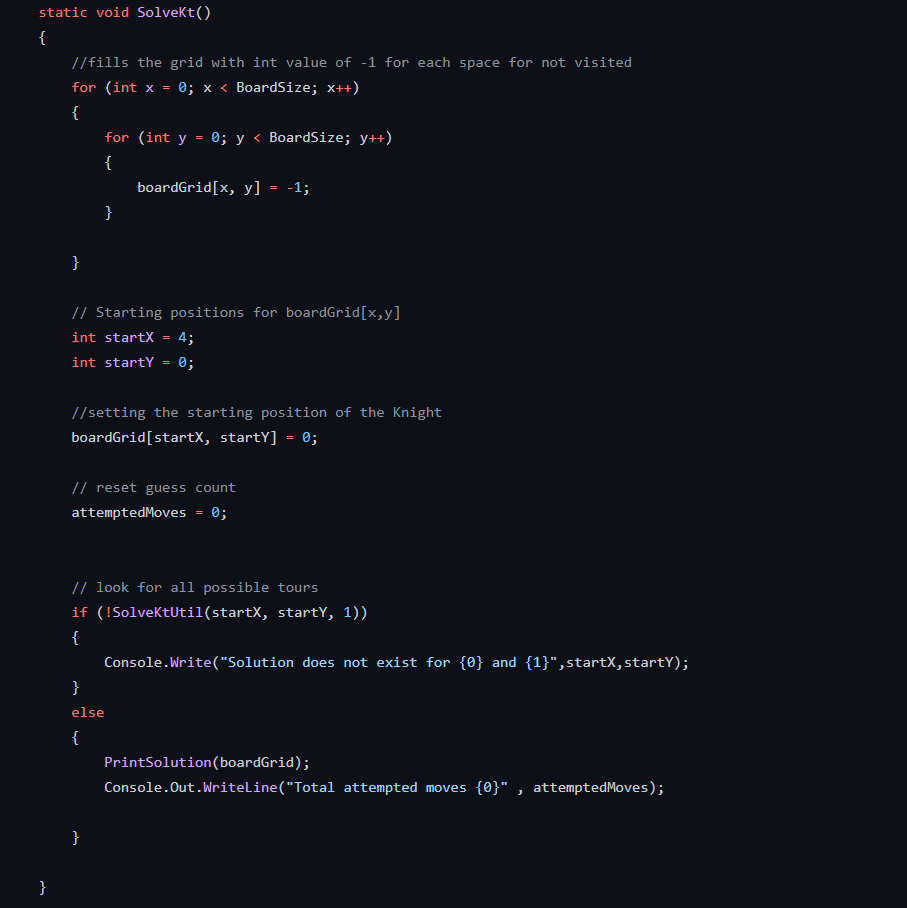 static void SolveKt()
{
//fills the grid with int value of -1 for each space for not visited
for (int x = 0; x < BoardSize; x++)
{
for (int y = 0; y < BoardSize; y++)
{
boardGrid[x, y] = -1;
}
}
// Starting positions for boardGrid[x,y]
int startX = 4;
int startY = 0;
//setting the starting position of the Knight
boardGrid[startX, startY] = 0;
// reset guess count
attemptedMoves = 0;
// look for all possible tours
if (!SolveKtUtil(startX, startY, 1))
{
Console.Write("Solution does not exist for {0} and {1}",startX,startY);
}
else
{
PrintSolution(boardGrid);
Console.Out.WriteLine("Total attempted moves {0}" , attemptedMoves);
}
}